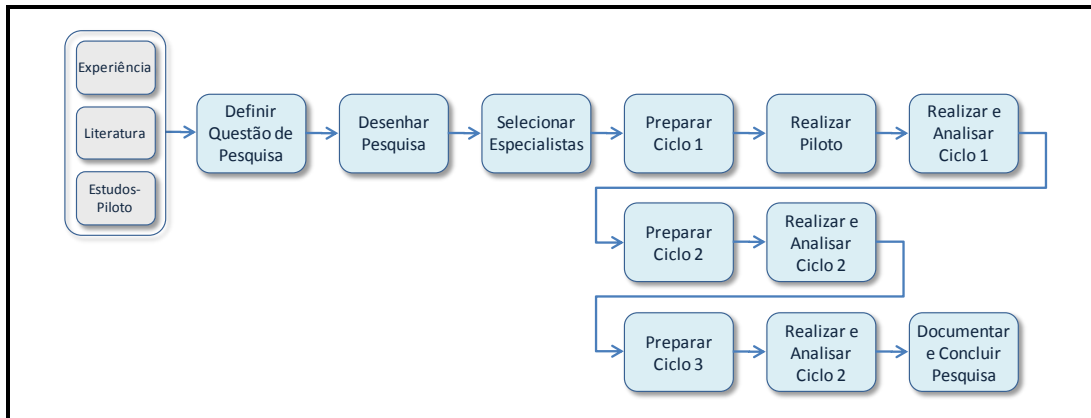 Experiência
Literatura
Estudos-
Piloto
Definir
Questão de
Pesquisa
Desenhar
Pesquisa
Selecionar
Especialistas
Preparar
Ciclo 1
Realizar
Piloto
Realizar e
Analisar
Ciclo 1
Preparar
Ciclo 2
Realizar e
Analisar
Ciclo 2
Preparar
Ciclo 3
Realizar e
Analisar
Ciclo 2
Documentar
e Concluir
Pesquisa